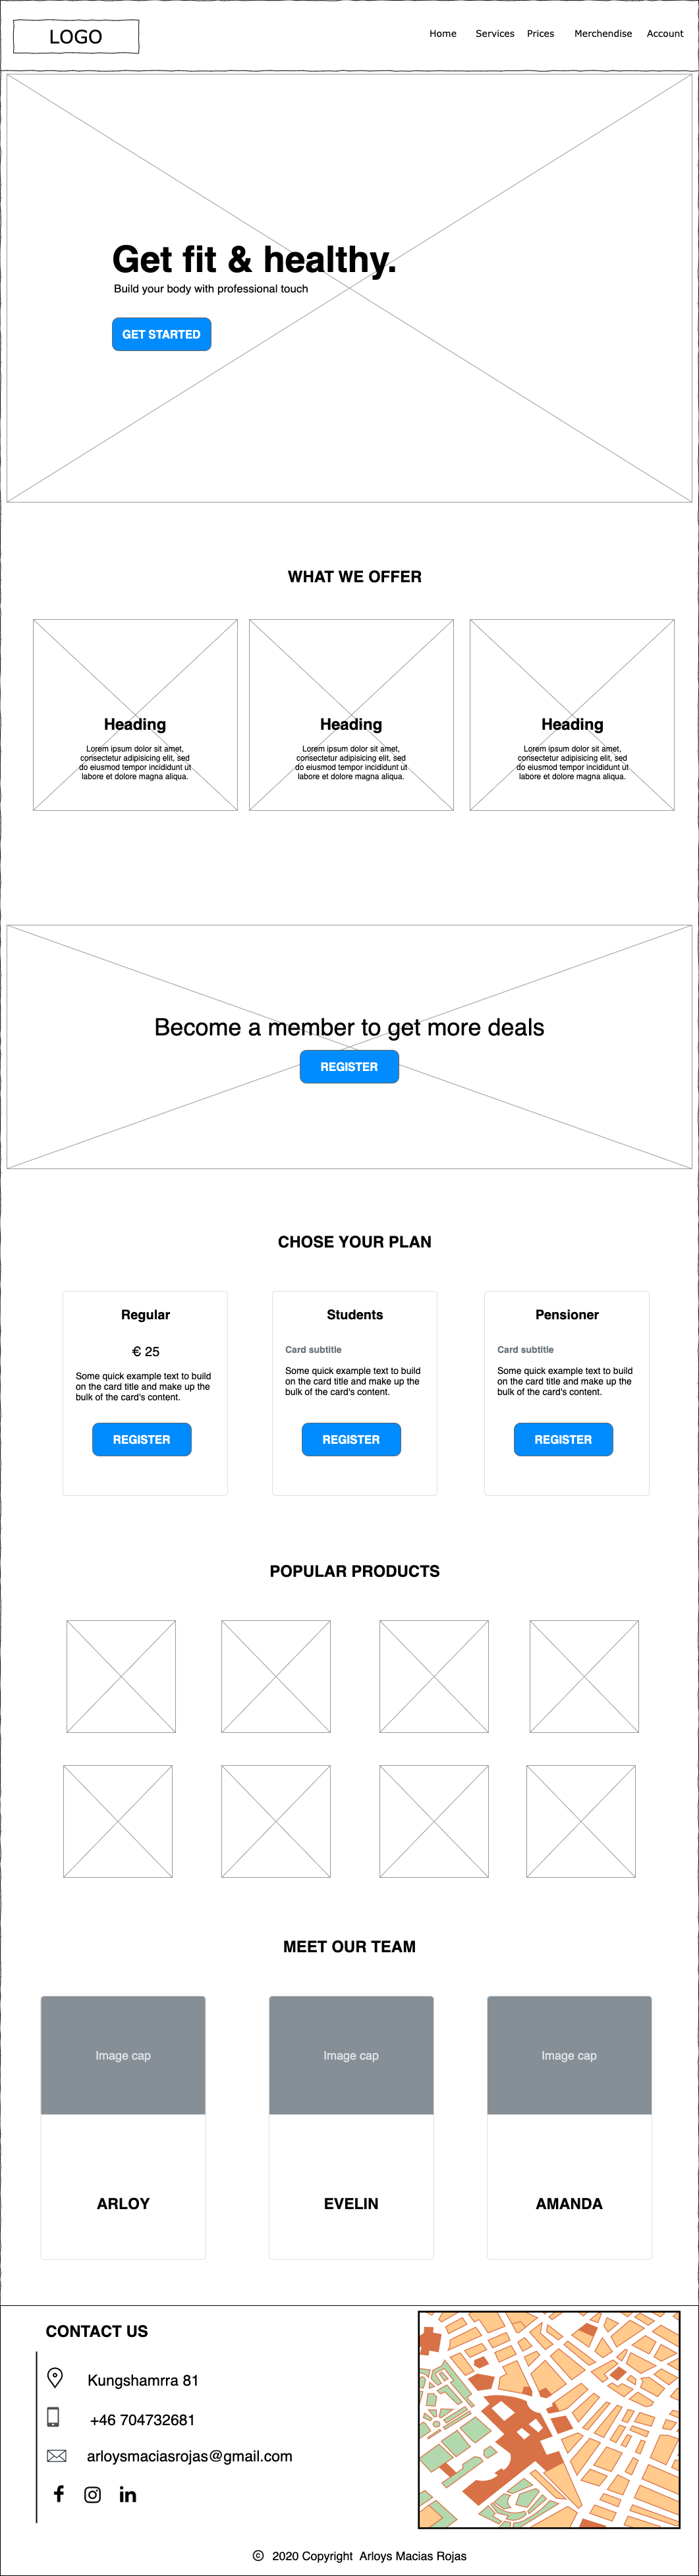 LOGO
Home Services Prices Merchandise Account
Get fit & healthy.
Build your body with professional touch
GET STARTED
WHAT WE OFFER
Heading
Lorem ipsum dolor sit amet,
consectetur adipisicing elit, sed
do eiusmod tempor incididunt ut
labore et dolore magna aliqua.
Heading
Lorem ipsum dolor sit amet,
consectetur adipisicing elit, sed
do eiusmod tempor incididunt ut
labore et dolore magna aliqua.
Heading
Lorem ipsum dolor sit amet,
consectetur adipisicing elit, sed
do eiusmod tempor incididunt ut
labore et dolore magna aliqua.
Become a member to get more deals
REGISTER
CHOSE YOUR PLAN
Regular
€ 25
Some quick example text to build
on the card title and make up the
bulk of the card's content.
REGISTER
Students
Card subtitle
Some quick example text to build
on the card title and make up the
bulk of the card's content.
REGISTER
Pensioner
Card subtitle
Some quick example text to build
on the card title and make up the
bulk of the card's content.
REGISTER
POPULAR PRODUCTS
MEET OUR TEAM
Image cap
ARLOY
Image cap
EVELIN
Image cap
AMANDA
CONTACT US
Kungshamrra 81
+46 704732681
arloysmaciasrojas@gmail.com
© 2020 Copyright Arloys Macias Rojas